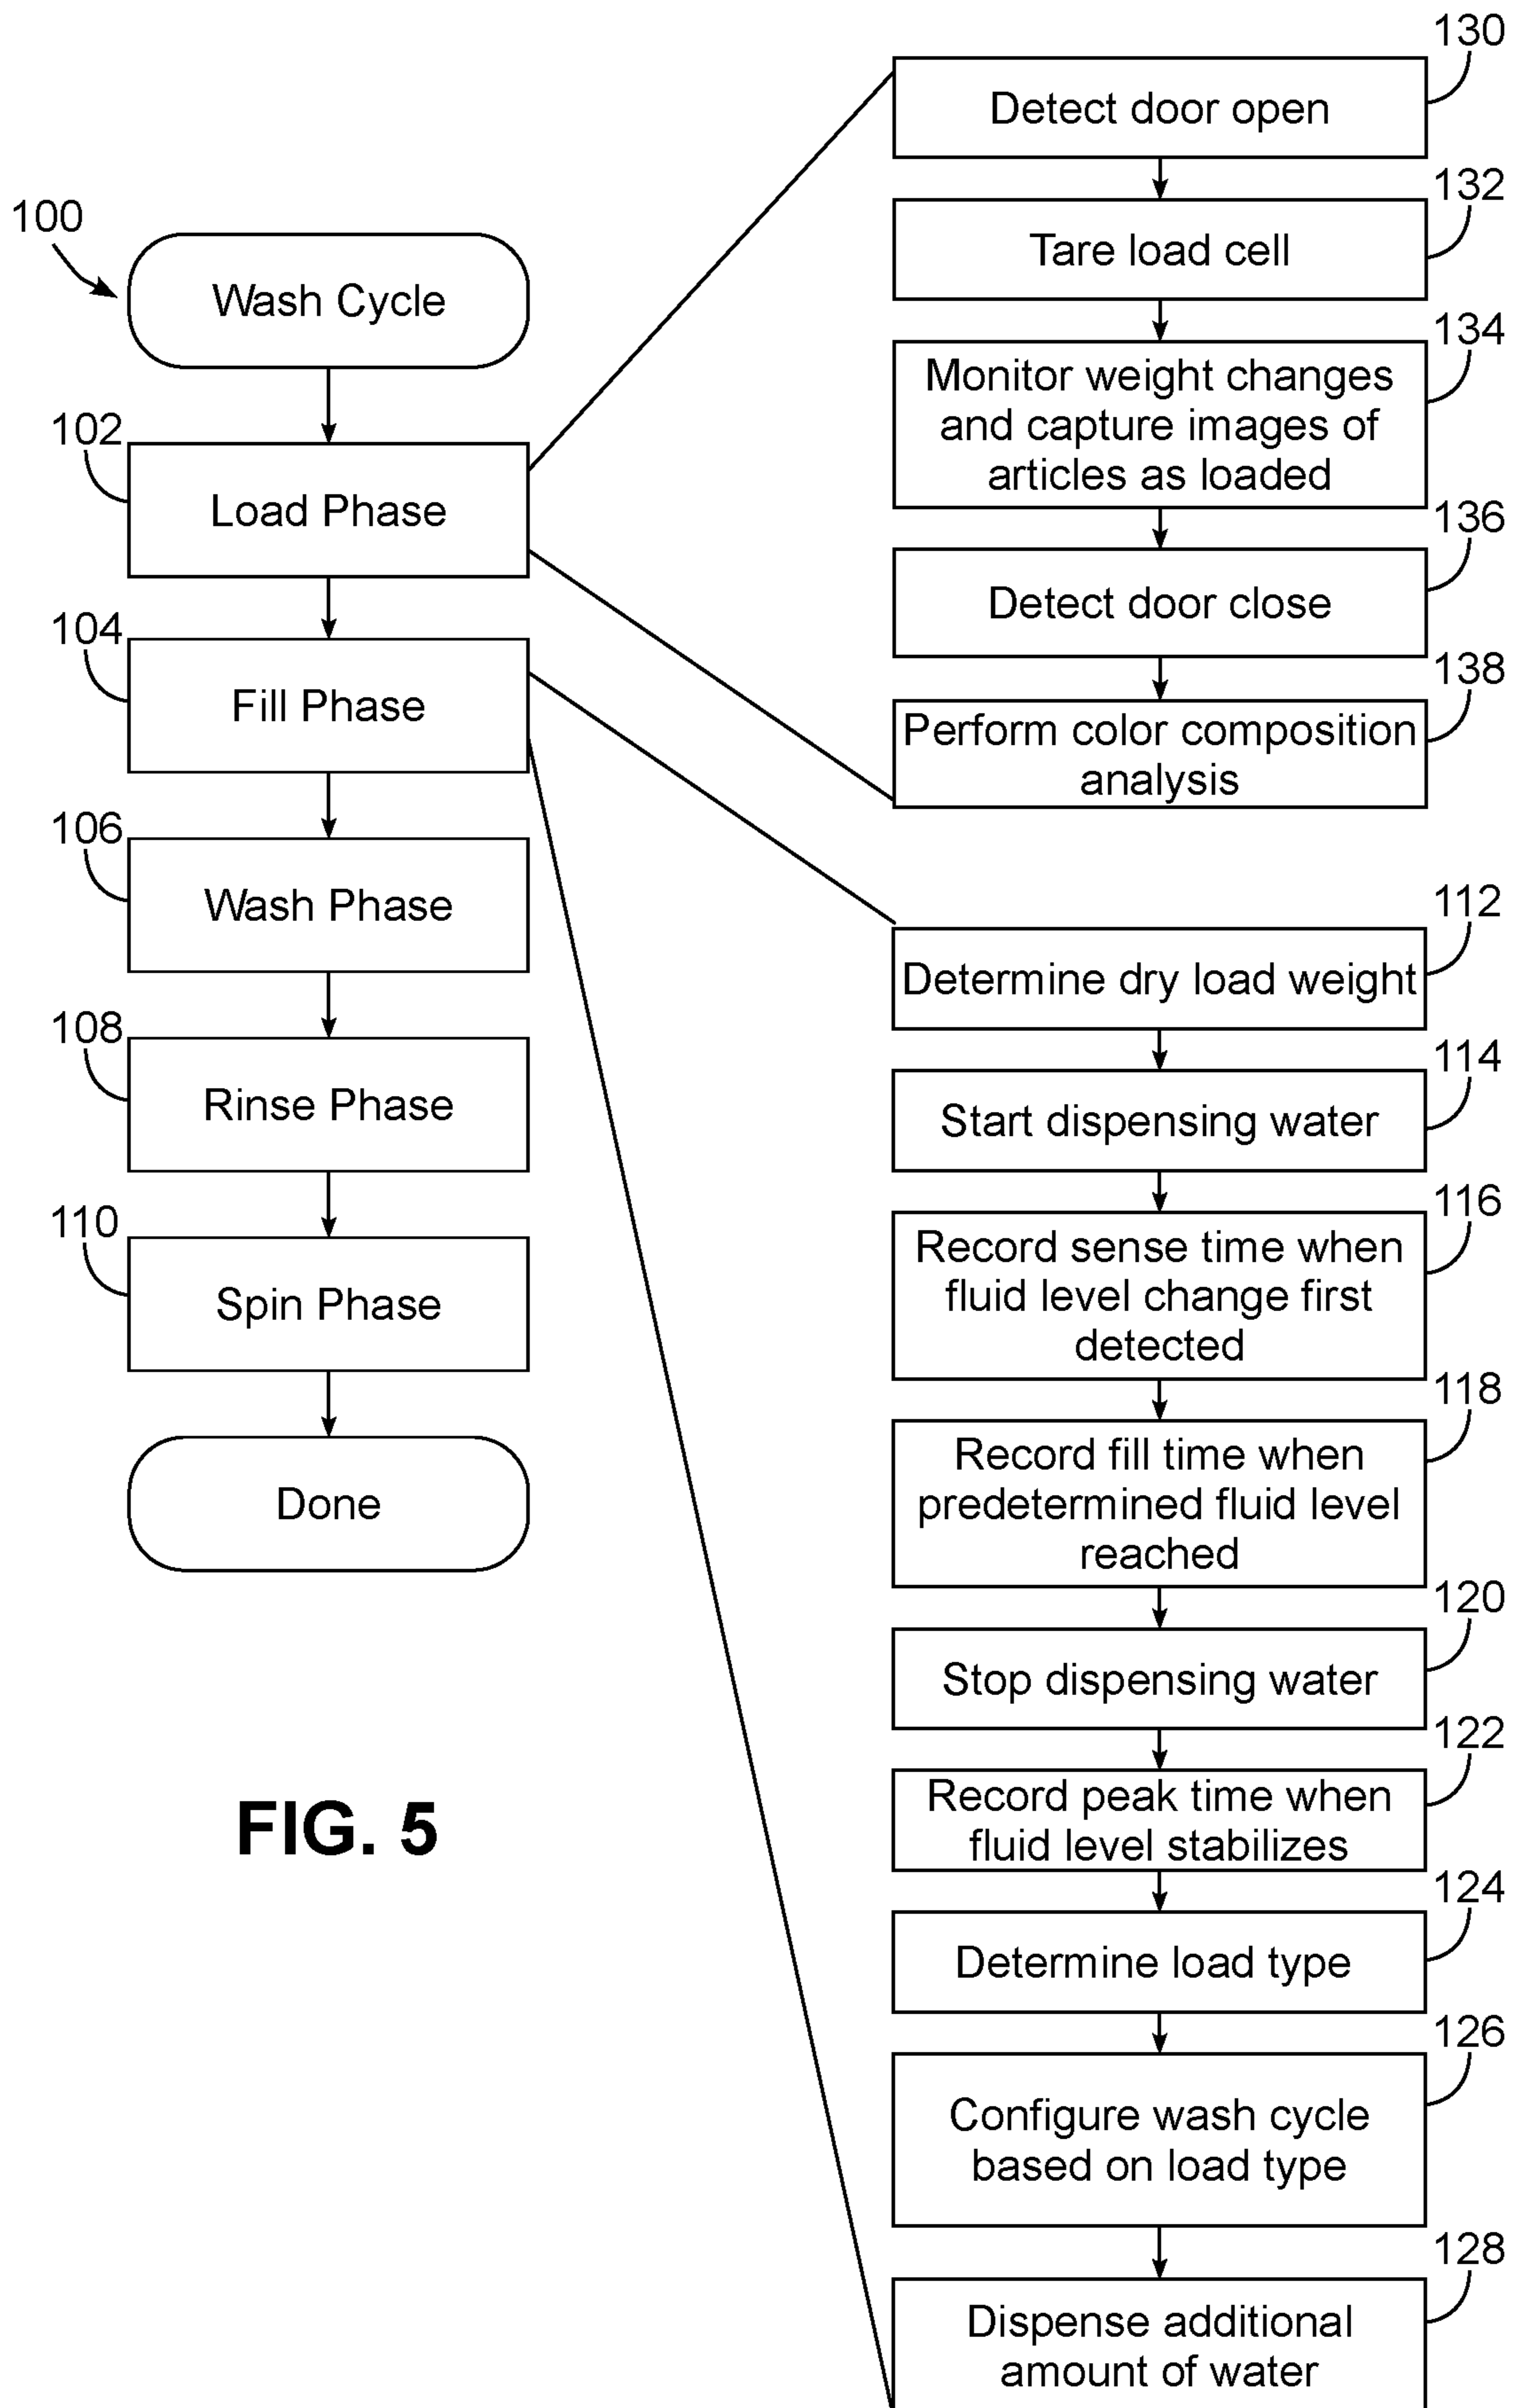 100
Wash Cycle
102
Load Phase
104
Fill Phase
106
Wash Phase
108
Rinse Phase
110
Spin Phase
Done
FIG. 5
130
Detect door open
132
Tare load cell
134
Monitor weight changes
and capture images of
articles as loaded
136
Detect door close
138
Perform color composition
analysis
112
Determine dry load weight
114
Start dispensing water
116
Record sense time when
fluid level change first
detected
118
Record fill time when
predetermined fluid level
reached
120
Stop dispensing water
122
Record peak time when
fluid level stabilizes
124
Determine load type
126
Configure wash cycle
based on load type
128
Dispense additional
amount of water